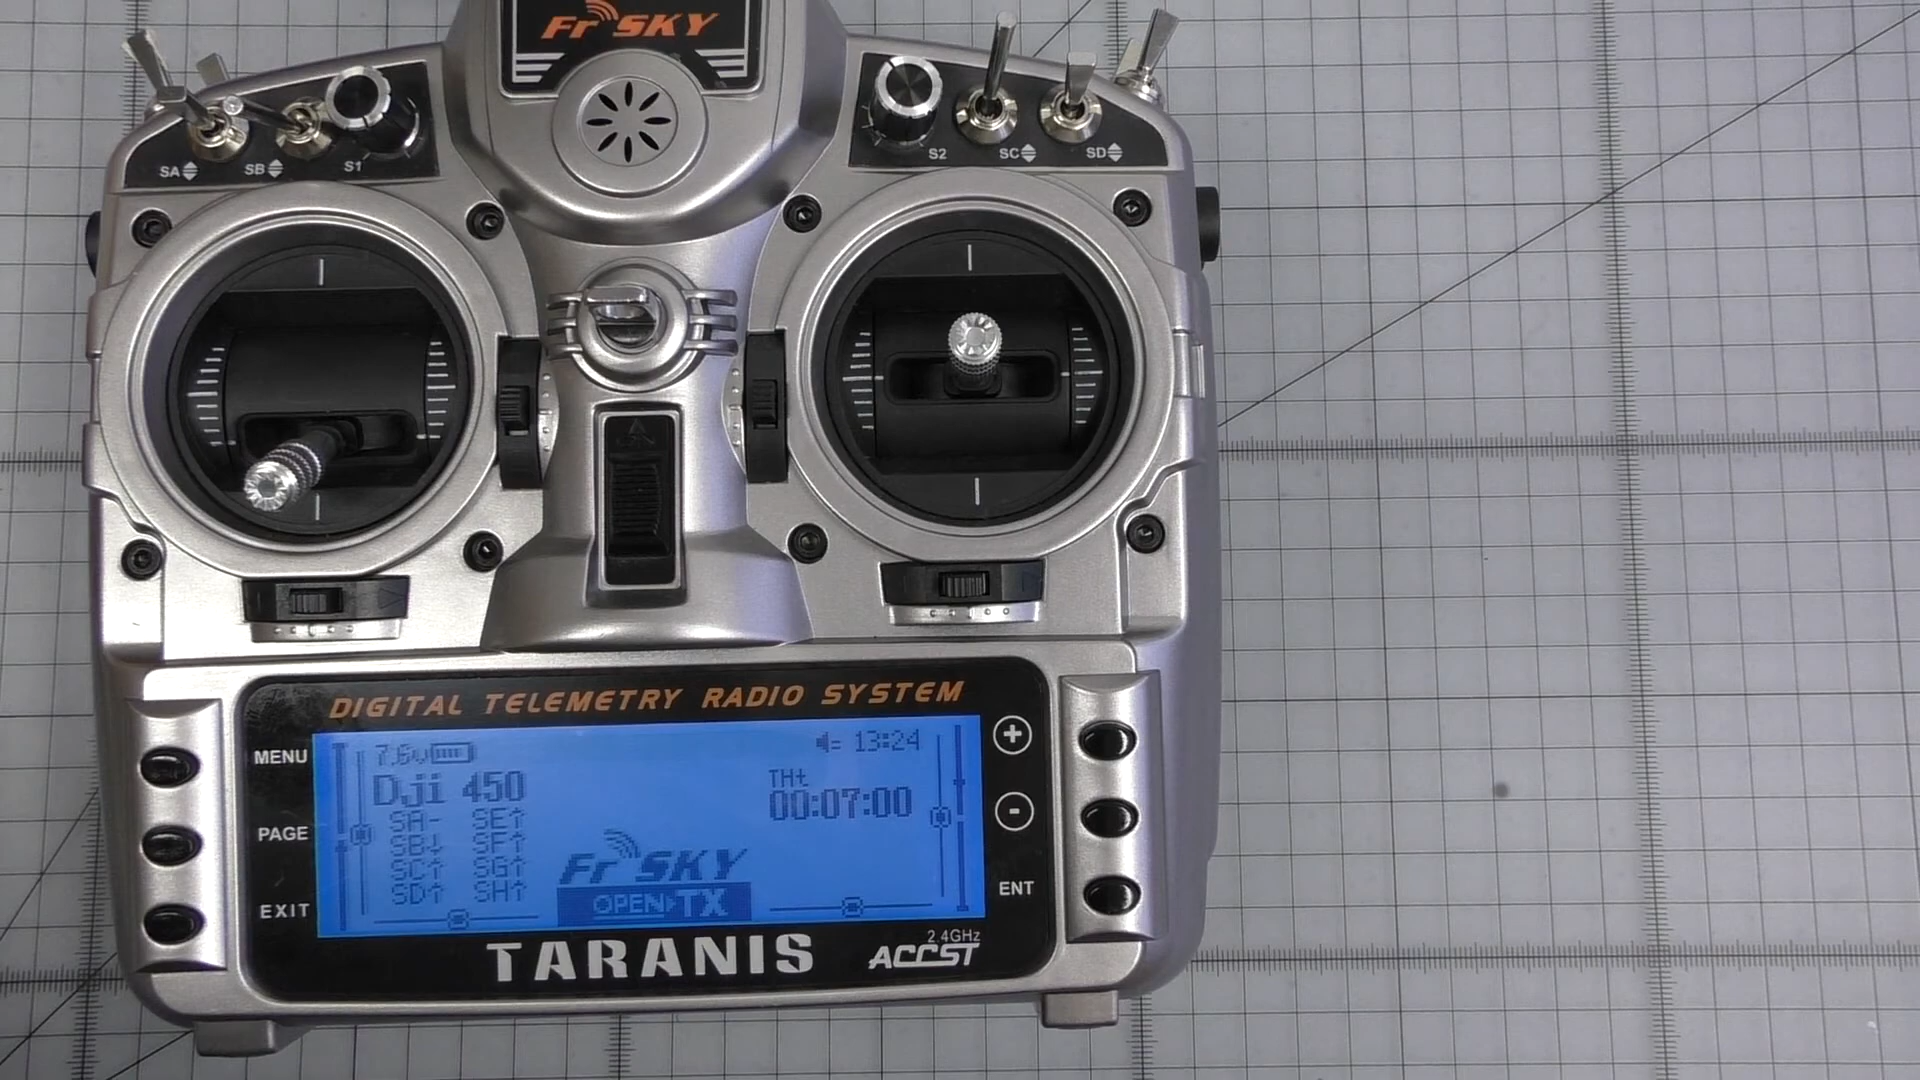 FrSKY
SA
SB
S1
S2
SC
SD
DIGITAL TELEMETRY RADIO SYSTEM
MENU
PAGE
EXIT
7.6v
13:24
Dji 450
THt
00:07:00
SA- SE↑
SB↓ SF↑
SC↑ SG↑
SD↑ SH↑
FrSKY
OPEN TX
+
-
ENT
TARANIS
2.4GHz
ACCST